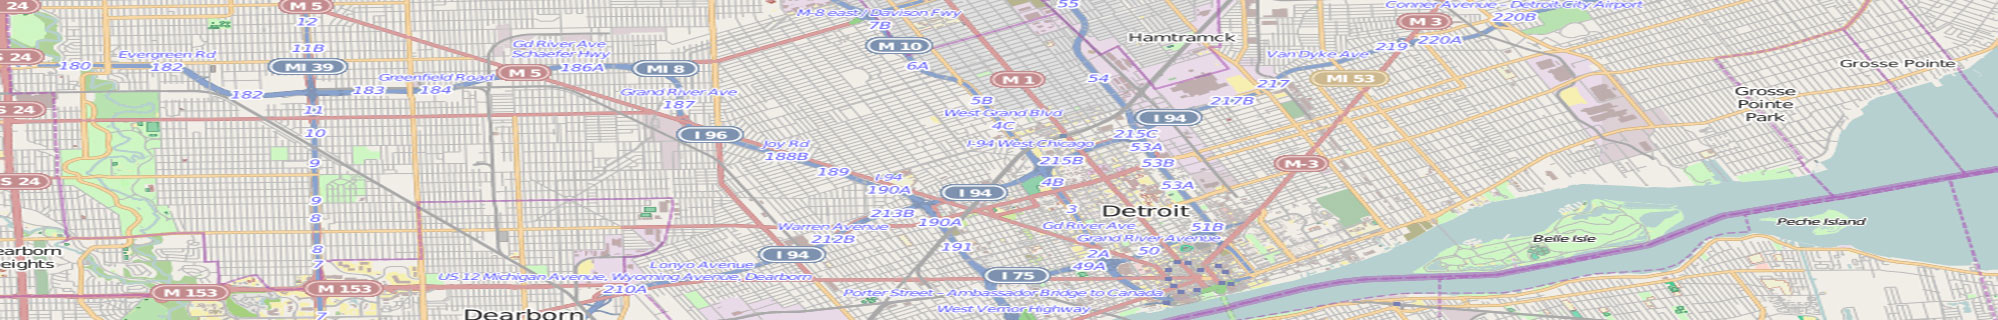 24
M 5
12
M-8 east / Davison Fwy
7B
55
Conner Avenue - Detroit City Airport
220B
M 3
Hamtramck
220A
219
Gd River Ave
Schaefer Hwy
M 10
11B
Evergreen Rd
Van Dyke Ave
180
182
MI 39
186A
MI 8
6A
Grosse Pointe
M 5
Greenfield Road
M 1
54
MI 53
217
182
183
184
Grand River Ave
187
5B
217B
Grosse
Pointe
Park
S 24
11
West Grand Blvd
I 94
10
I 96
4C
215C
Joy Rd
188B
I-94 West Chicago
53A
9
215B
53B
M-3
189
I-94
190A
4B
53A
S 24
I 94
9
8
213B
190A
3
Detroit
Warren Avenue
212B
Gd River Ave
Grand River Avenue
51B
Peche Island
Belle Isle
8
191
50
2A
49A
I 94
7
Lonyo Avenue
US 12 Michigan Avenue, Wyoming Avenue, Dearborn
I 75
M 153
M 153
210A
Porter Street - Ambassador Bridge to Canada
West Vernor Highway
7
Dearborn